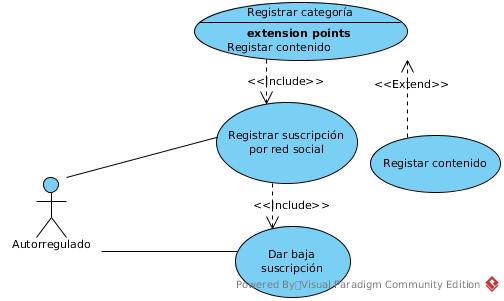 Registrar categoría
extension points
Registar contenido
<<Include>>
<<Extend>>
Registrar suscripción
por red social
Registar contenido
<<Include>>
Autorregulado
Dar baja
suscripción
Powered By Visual Paradigm Community Edition